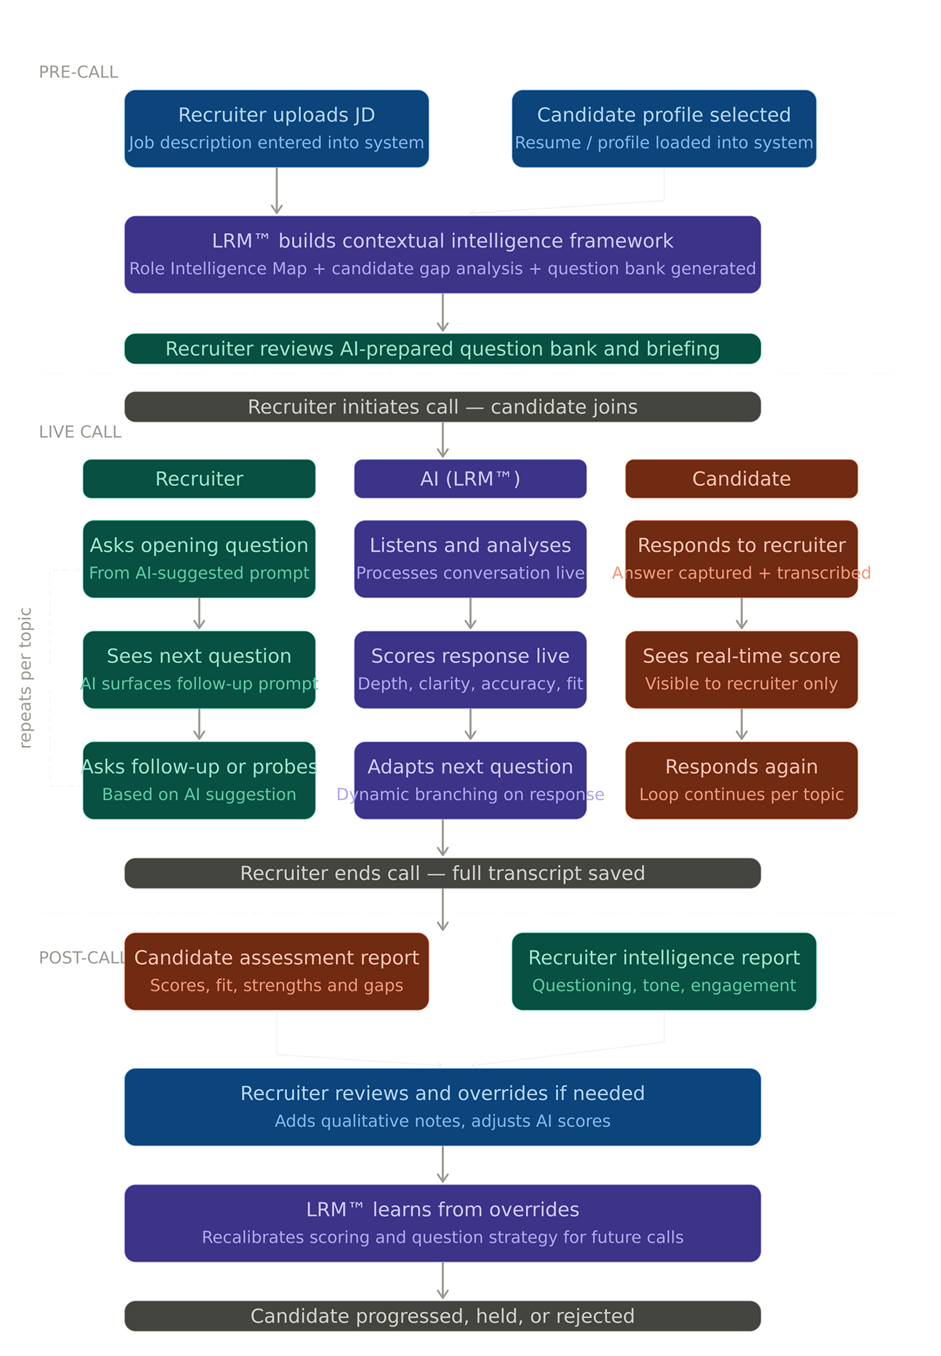 PRE-CALL
Recruiter uploads JD
Job description entered into system
Candidate profile selected
Resume / profile loaded into system
LRM™ builds contextual intelligence framework
Role Intelligence Map + candidate gap analysis + question bank generated
Recruiter reviews AI-prepared question bank and briefing
Recruiter initiates call — candidate joins
LIVE CALL
Recruiter
AI (LRM™)
Candidate
Asks opening question
From AI-suggested prompt
Listens and analyses
Processes conversation live
Responds to recruiter
Answer captured + transcribed
repeats per topic
Sees next question
AI surfaces follow-up prompt
Scores response live
Depth, clarity, accuracy, fit
Sees real-time score
Visible to recruiter only
Asks follow-up or probes
Based on AI suggestion
Adapts next question
Dynamic branching on response
Responds again
Loop continues per topic
Recruiter ends call — full transcript saved
POST-CALL
Candidate assessment report
Scores, fit, strengths and gaps
Recruiter intelligence report
Questioning, tone, engagement
Recruiter reviews and overrides if needed
Adds qualitative notes, adjusts AI scores
LRM™ learns from overrides
Recalibrates scoring and question strategy for future calls
Candidate progressed, held, or rejected